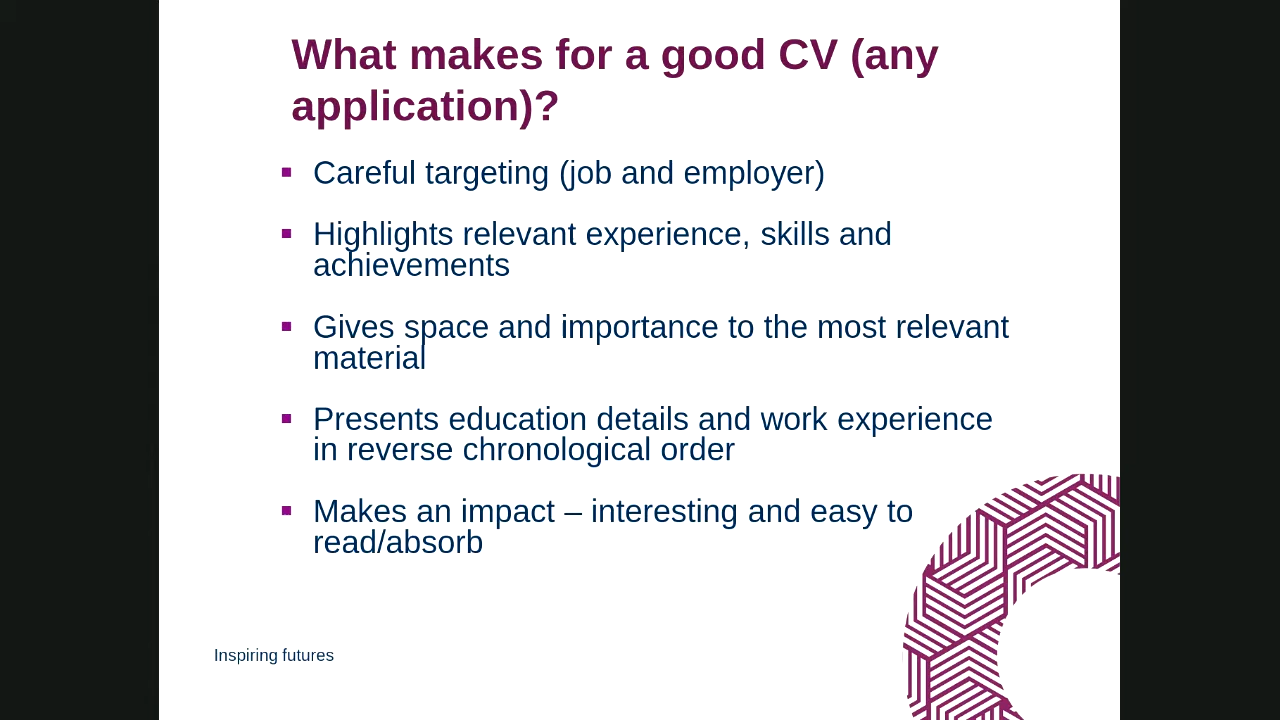 What makes for a good CV (any
application)?
Careful targeting (job and employer)
Highlights relevant experience, skills and
achievements
Gives space and importance to the most relevant
material
Presents education details and work experience
in reverse chronological order
Makes an impact – interesting and easy to
read/absorb
Inspiring futures